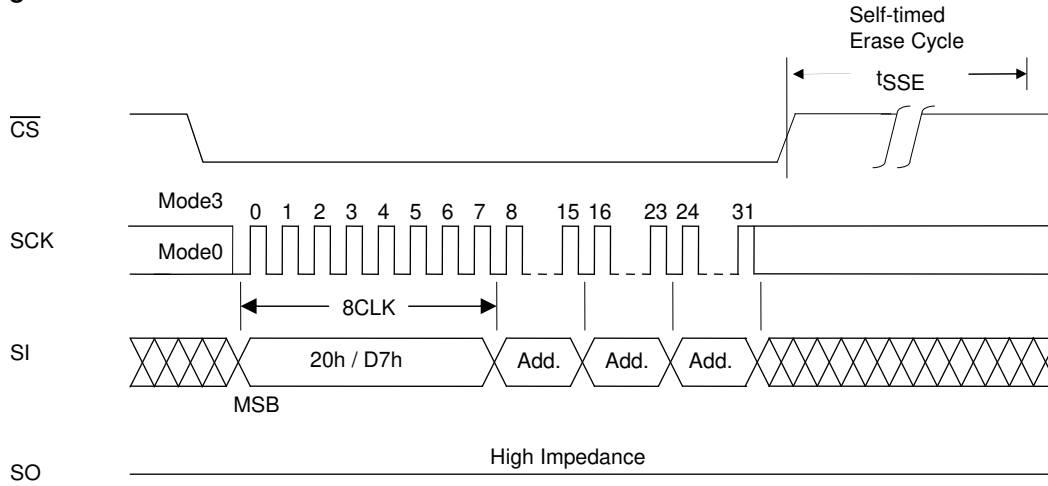 Self-timed
Erase Cycle
tSSE
CS
Mode3
0 1 2 3 4 5 6 7 8 15 16 23 24 31
SCK
Mode0
8CLK
SI
20h / D7h Add. Add. Add.
MSB
High Impedance
SO